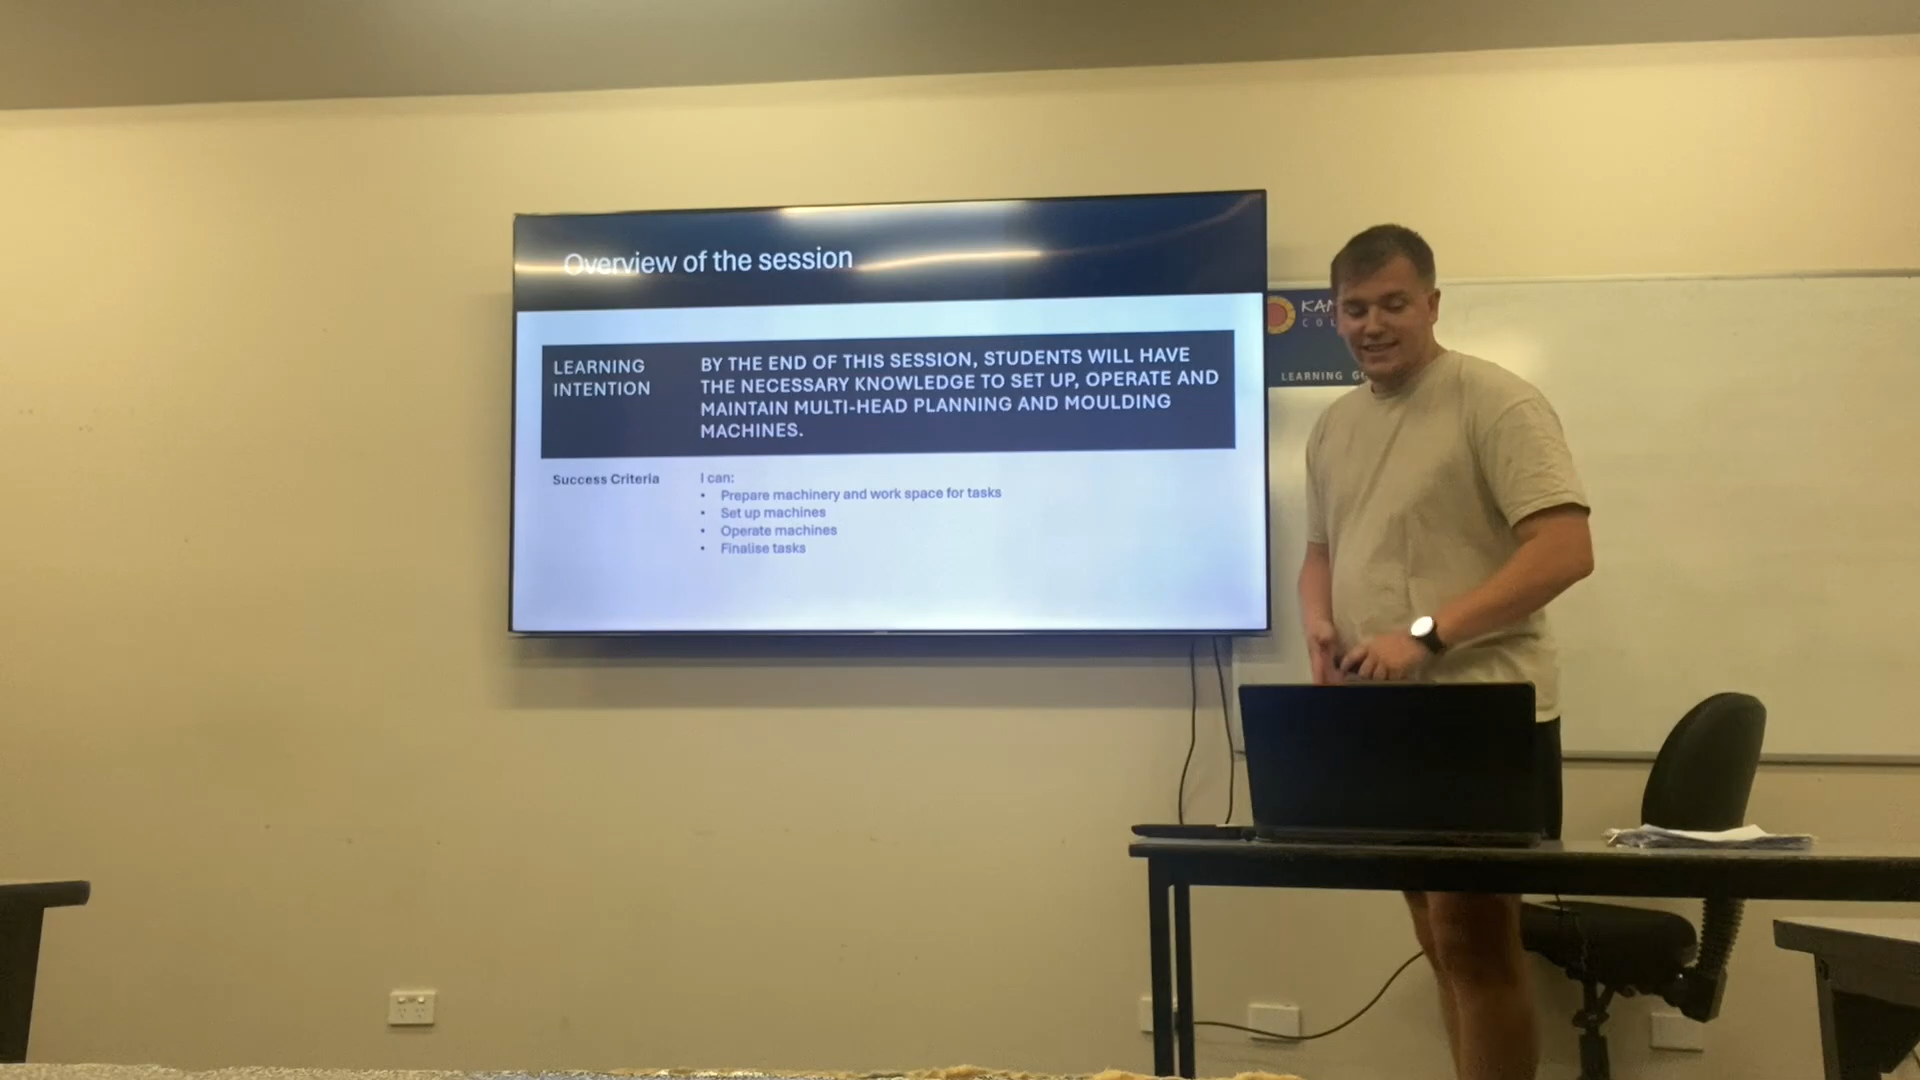 Overview of the session
LEARNING
INTENTION
BY THE END OF THIS SESSION, STUDENTS WILL HAVE
THE NECESSARY KNOWLEDGE TO SET UP, OPERATE AND
MAINTAIN MULTI-HEAD PLANNING AND MOULDING
MACHINES.
Success Criteria
I can:
• Prepare machinery and work space for tasks
• Set up machines
• Operate machines
• Finalise tasks
LEARNING